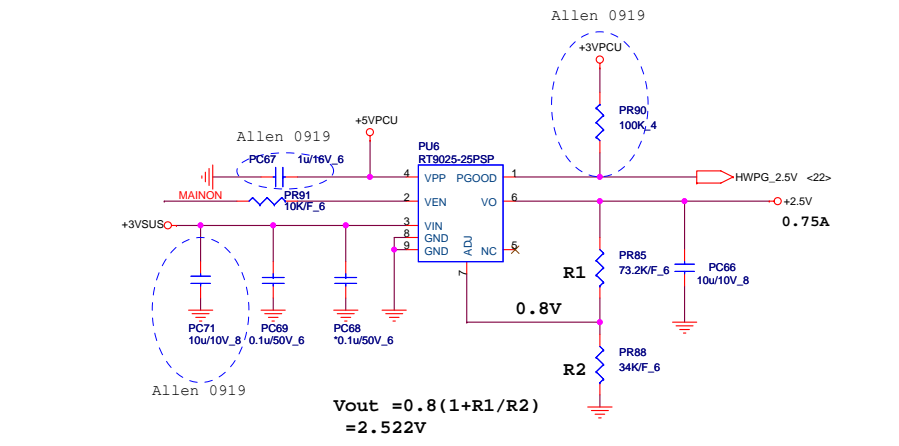 Allen 0919
+3VPCU
PR90
100K_4
+5VPCU
Allen 0919
PC67
1u/16V_6
PU6
RT9025-25PSP
4
VPP
PGOOD
1
HWPG_2.5V <22>
MAINON
PR91
10K/F_6
2
VEN
VO
6
+2.5V
0.75A
+3VSUS
3
VIN
8
GND
9
GND
ADJ
NC
5
7
R1
PR85
73.2K/F_6
PC66
10u/10V_8
0.8V
PC71
10u/10V_8
PC69
0.1u/50V_6
PC68
*0.1u/50V_6
R2
PR88
34K/F_6
Allen 0919
Vout =0.8(1+R1/R2)
=2.522V